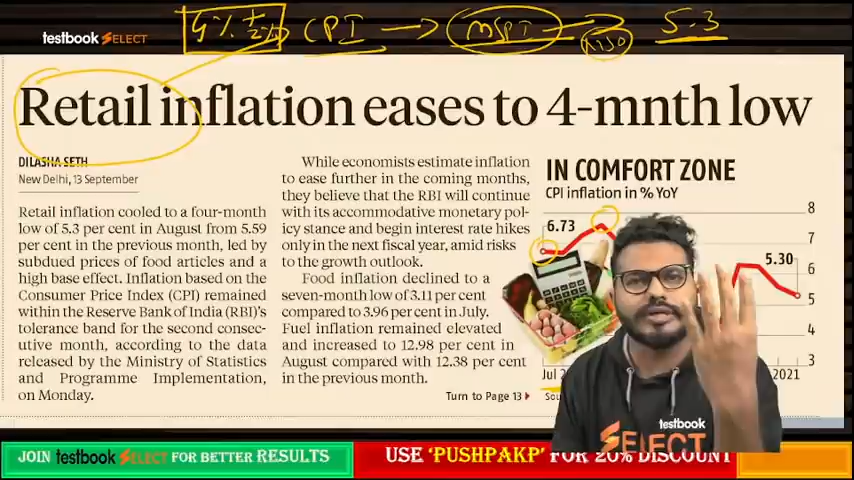 testbook SELECT
4% ± 2% CPI → MSPI → NSO 5.3
Retail inflation eases to 4-mnth low
DILASHA SETH
New Delhi, 13 September
Retail inflation cooled to a four-month
low of 5.3 per cent in August from 5.59
per cent in the previous month, led by
subdued prices of food articles and a
high base effect. Inflation based on the
Consumer Price Index (CPI) remained
within the Reserve Bank of India (RBI)'s
tolerance band for the second consec-
utive month, according to the data
released by the Ministry of Statistics
and Programme Implementation,
on Monday.
While economists estimate inflation
to ease further in the coming months,
they believe that the RBI will continue
with its accommodative monetary pol-
icy stance and begin interest rate hikes
only in the next fiscal year, amid risks
to the growth outlook.
Food inflation declined to a
seven-month low of 3.11 per cent
compared to 3.96 per cent in July.
Fuel inflation remained elevated
and increased to 12.98 per cent in
August compared with 12.38 per cent
in the previous month.
Turn to Page 13
IN COMFORT ZONE
CPI inflation in % YoY
8
6.73
7
5.30
6
5
4
3
Jul 2021
testbook
SELECT
JOIN testbook SELECT FOR BETTER RESULTS
USE 'PUSHPAKP' FOR 20% DISCOUNT